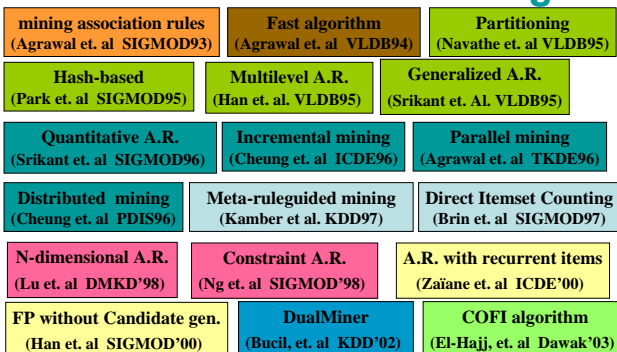 mining association rules
(Agrawal et. al SIGMOD93)
Fast algorithm
(Agrawal et. al VLDB94)
Partitioning
(Navathe et. al VLDB95)
Hash-based
(Park et. al SIGMOD95)
Multilevel A.R.
(Han et. al. VLDB95)
Generalized A.R.
(Srikant et. Al. VLDB95)
Quantitative A.R.
(Srikant et. al SIGMOD96)
Incremental mining
(Cheung et. al ICDE96)
Parallel mining
(Agrawal et. al TKDE96)
Distributed mining
(Cheung et. al PDIS96)
Meta-ruleguided mining
(Kamber et al. KDD97)
Direct Itemset Counting
(Brin et. al SIGMOD97)
N-dimensional A.R.
(Lu et. al DMKD'98)
Constraint A.R.
(Ng et. al SIGMOD'98)
A.R. with recurrent items
(Zaïane et. al ICDE'00)
FP without Candidate gen.
(Han et. al SIGMOD'00)
DualMiner
(Bucil, et. al KDD'02)
COFI algorithm
(El-Hajj, et. al Dawak'03)